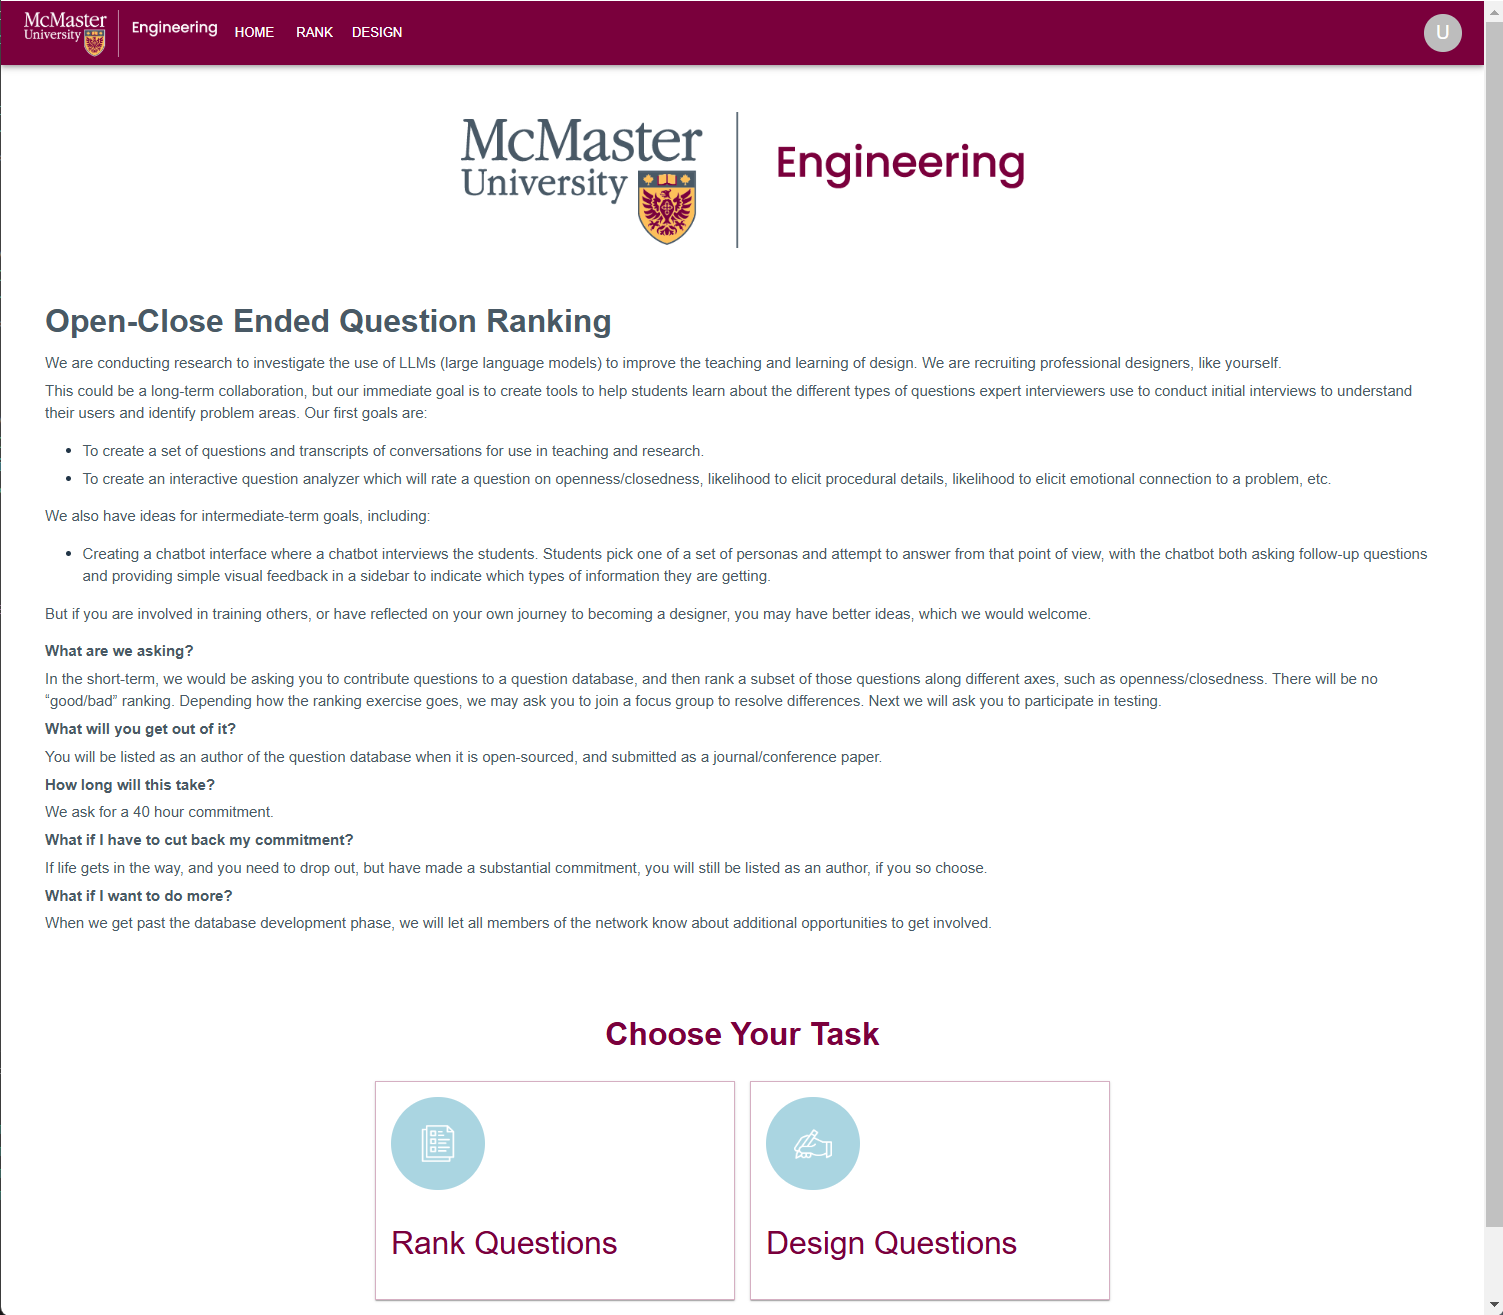 McMaster
University
Engineering
HOME RANK DESIGN
U
McMaster
University
Engineering
Open-Close Ended Question Ranking
We are conducting research to investigate the use of LLMs (large language models) to improve the teaching and learning of design. We are recruiting professional designers, like yourself.
This could be a long-term collaboration, but our immediate goal is to create tools to help students learn about the different types of questions expert interviewers use to conduct initial interviews to understand
their users and identify problem areas. Our first goals are:
• To create a set of questions and transcripts of conversations for use in teaching and research.
• To create an interactive question analyzer which will rate a question on openness/closedness, likelihood to elicit procedural details, likelihood to elicit emotional connection to a problem, etc.
We also have ideas for intermediate-term goals, including:
• Creating a chatbot interface where a chatbot interviews the students. Students pick one of a set of personas and attempt to answer from that point of view, with the chatbot both asking follow-up questions
and providing simple visual feedback in a sidebar to indicate which types of information they are getting.
But if you are involved in training others, or have reflected on your own journey to becoming a designer, you may have better ideas, which we would welcome.
What are we asking?
In the short-term, we would be asking you to contribute questions to a question database, and then rank a subset of those questions along different axes, such as openness/closedness. There will be no
“good/bad” ranking. Depending how the ranking exercise goes, we may ask you to join a focus group to resolve differences. Next we will ask you to participate in testing.
What will you get out of it?
You will be listed as an author of the question database when it is open-sourced, and submitted as a journal/conference paper.
How long will this take?
We ask for a 40 hour commitment.
What if I have to cut back my commitment?
If life gets in the way, and you need to drop out, but have made a substantial commitment, you will still be listed as an author, if you so choose.
What if I want to do more?
When we get past the database development phase, we will let all members of the network know about additional opportunities to get involved.
Choose Your Task
Rank Questions
Design Questions